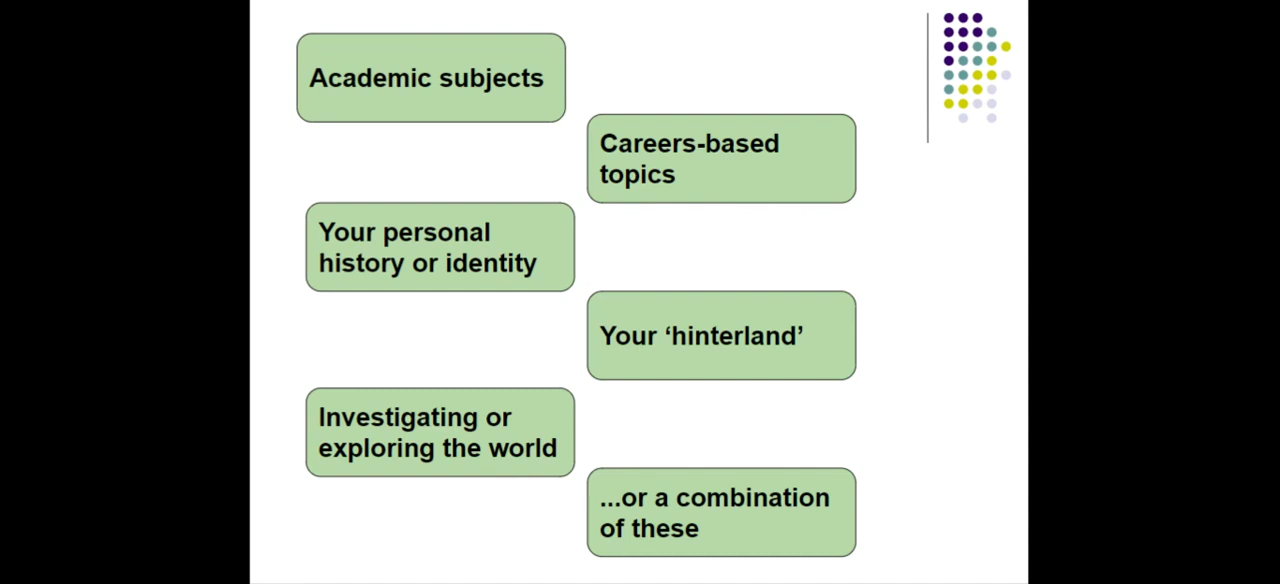 Academic subjects
Careers-based
topics
Your personal
history or identity
Your ‘hinterland’
Investigating or
exploring the world
...or a combination
of these